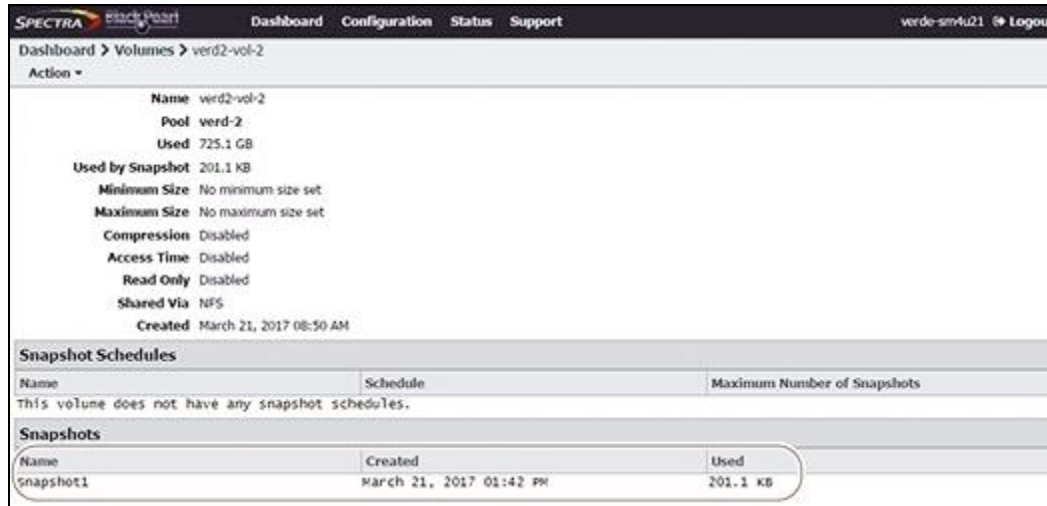 SPECTRA BlackPearl Dashboard Configuration Status Support verde-sm4u21 Logou
Dashboard > Volumes > verd2-vol-2
Action
Name verd2-vol-2
Pool verd-2
Used 725.1 GB
Used by Snapshot 201.1 KB
Minimum Size No minimum size set
Maximum Size No maximum size set
Compression Disabled
Access Time Disabled
Read Only Disabled
Shared Via NFS
Created March 21, 2017 08:50 AM
Snapshot Schedules
Name Schedule Maximum Number of Snapshots
This volume does not have any snapshot schedules.
Snapshots
Name Created Used
Snapshot1 March 21, 2017 01:42 PM 201.1 KB